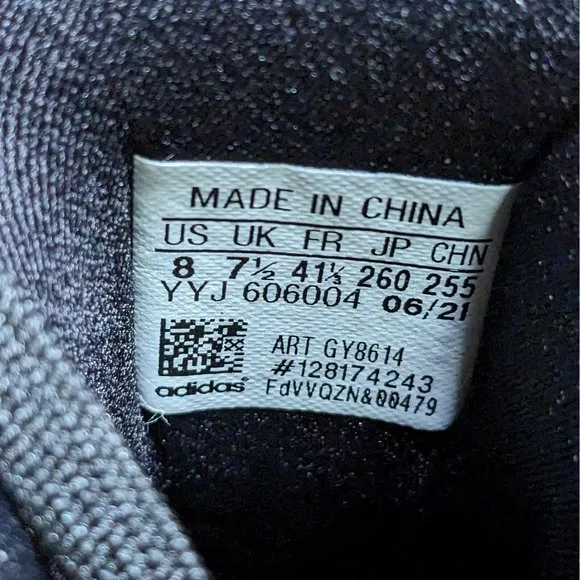 MADE IN CHINA
US UK FR JP CHN
8 7½ 41⅓ 260 255
YYJ 606004 06/21
ART GY8614
#128174243
adidas FdVVQZN&00479